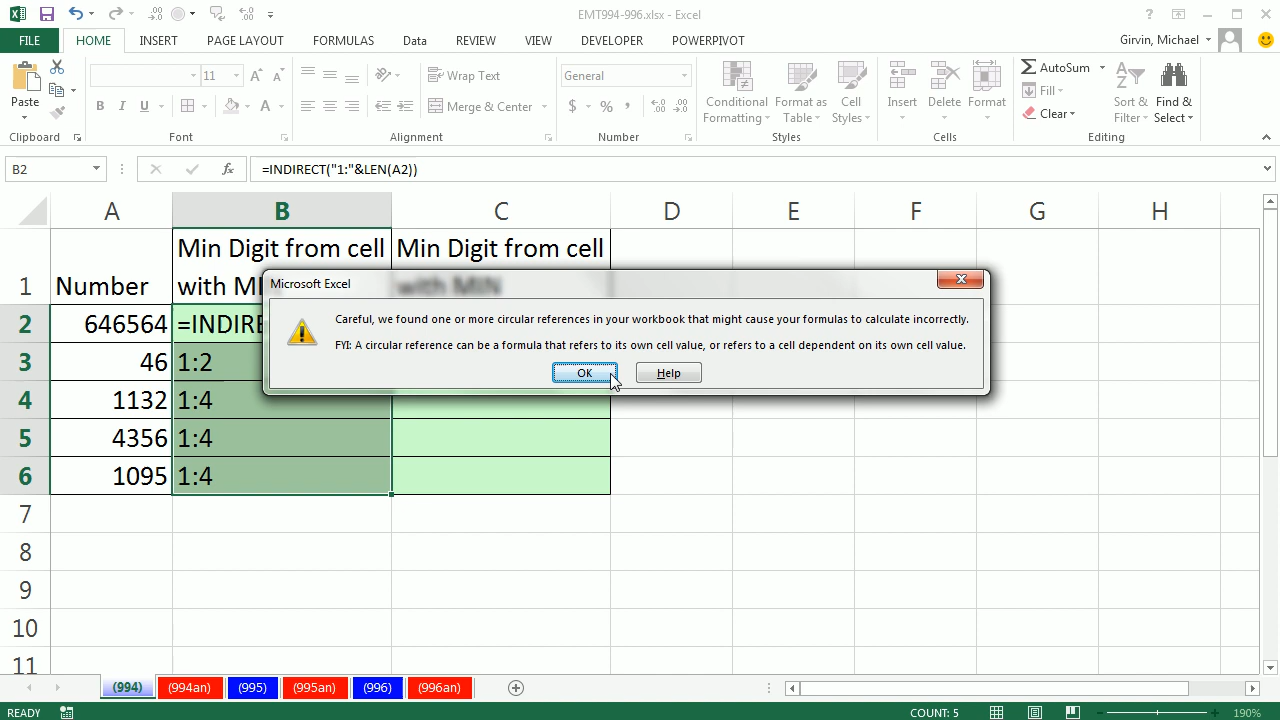 EMT994-996.xlsx - Excel
FILE
HOME
INSERT
PAGE LAYOUT
FORMULAS
Data
REVIEW
VIEW
DEVELOPER
POWERPIVOT
Girvin, Michael
Paste
Clipboard
11
B I U
Font
Wrap Text
Merge & Center
Alignment
General
$ % ,
Number
Conditional Formatting
Format as Table
Cell Styles
Styles
Insert
Delete
Format
Cells
AutoSum
Fill
Clear
Sort & Filter
Find & Select
Editing
B2
fx
=INDIRECT("1:"&LEN(A2))
A B C D E F G H
1 Number
Min Digit from cell
with MI
Min Digit from cell
with MIN
2 646564 =INDIRE
3 46 1:2
4 1132 1:4
5 4356 1:4
6 1095 1:4
7
8
9
10
11
Microsoft Excel
Careful, we found one or more circular references in your workbook that might cause your formulas to calculate incorrectly.
FYI: A circular reference can be a formula that refers to its own cell value, or refers to a cell dependent on its own cell value.
OK
Help
(994) (994an) (995) (995an) (996) (996an)
READY
COUNT: 5
190%